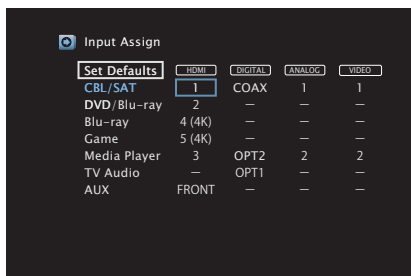 Input Assign
Set Defaults HDMI DIGITAL ANALOG VIDEO
CBL/SAT 1 COAX 1 1
DVD/Blu-ray 2 – – –
Blu-ray 4 (4K) – – –
Game 5 (4K) – – –
Media Player 3 OPT2 2 2
TV Audio – OPT1 – –
AUX FRONT – – –